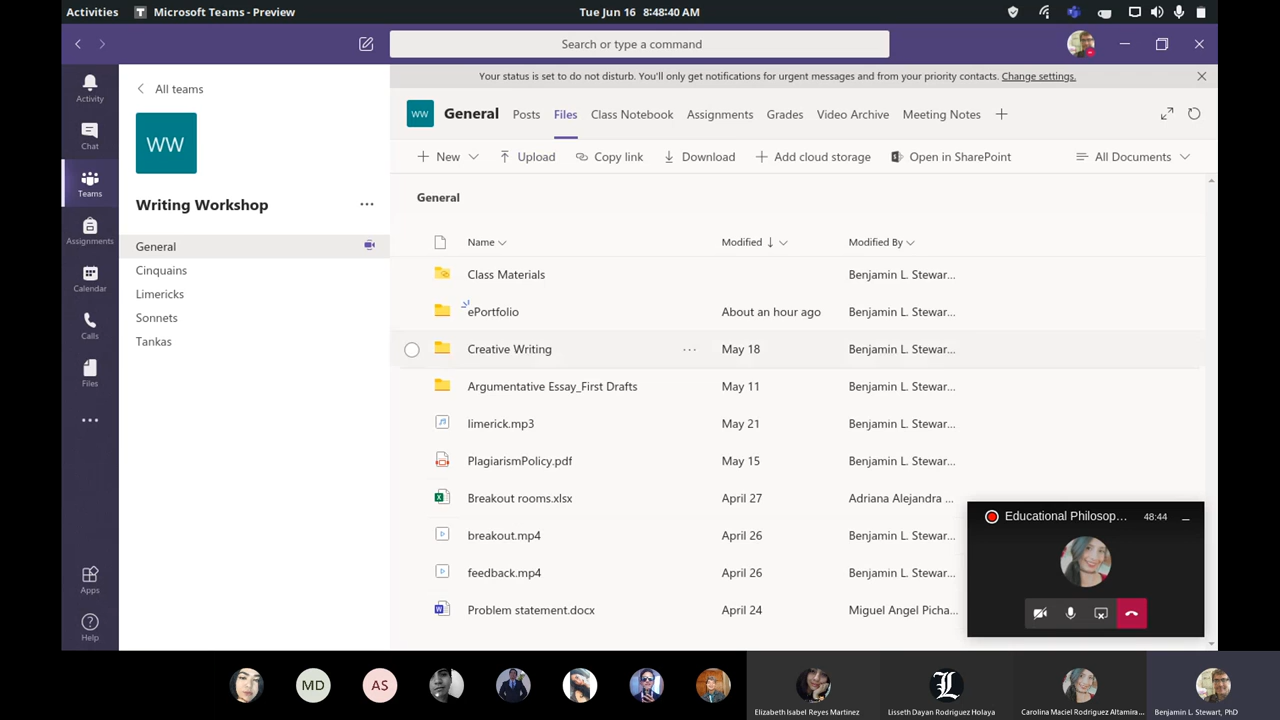 Activities
Microsoft Teams - Preview
Tue Jun 16 8:48:40 AM
Search or type a command
Your status is set to do not disturb. You'll only get notifications for urgent messages and from your priority contacts. Change settings.
Activity
Chat
Teams
Assignments
Calendar
Calls
Files
Apps
Help
All teams
WW
Writing Workshop
General
Cinquains
Limericks
Sonnets
Tankas
WW General Posts Files Class Notebook Assignments Grades Video Archive Meeting Notes
New Upload Copy link Download Add cloud storage Open in SharePoint All Documents
General
Name Modified Modified By
Class Materials Benjamin L. Stewar...
ePortfolio About an hour ago Benjamin L. Stewar...
Creative Writing May 18 Benjamin L. Stewar...
Argumentative Essay_First Drafts May 11 Benjamin L. Stewar...
limerick.mp3 May 21 Benjamin L. Stewar...
PlagiarismPolicy.pdf May 15 Benjamin L. Stewar...
Breakout rooms.xlsx April 27 Adriana Alejandra ...
breakout.mp4 April 26 Benjamin L. Stewar...
feedback.mp4 April 26 Benjamin L. Stewar...
Problem statement.docx April 24 Miguel Angel Picha...
Educational Philosop... 48:44
MD
AS
L
Elizabeth Isabel Reyes Martinez
Lisseth Dayan Rodriguez Holaya
Carolina Maciel Rodriguez Altamira...
Benjamin L. Stewart, PhD